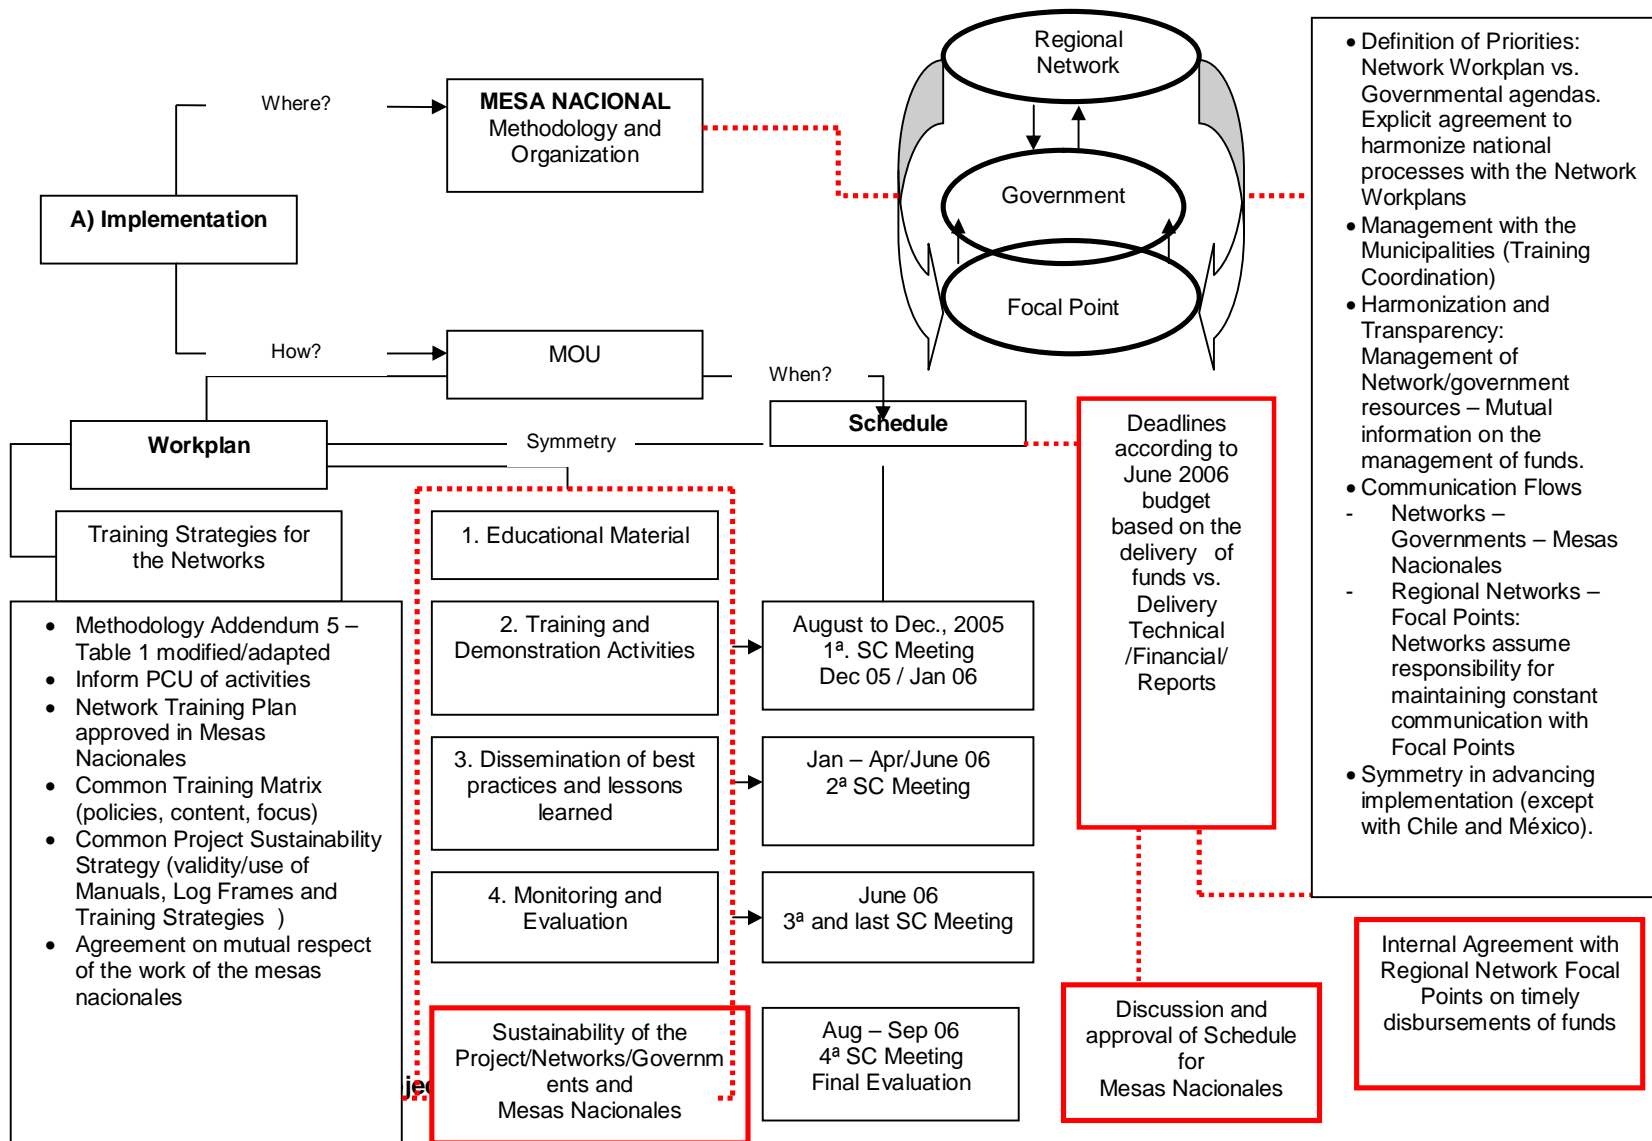 Where?
MESA NACIONAL
Methodology and
Organization
Regional
Network
Government
Focal Point
A) Implementation
How?
MOU
When?
Schedule
Workplan
Symmetry
Training Strategies for
the Networks
• Methodology Addendum 5 –
Table 1 modified/adapted
• Inform PCU of activities
• Network Training Plan
approved in Mesas
Nacionales
• Common Training Matrix
(policies, content, focus)
• Common Project Sustainability
Strategy (validity/use of
Manuals, Log Frames and
Training Strategies )
• Agreement on mutual respect
of the work of the mesas
nacionales
1. Educational Material
2. Training and
Demonstration Activities
3. Dissemination of best
practices and lessons
learned
4. Monitoring and
Evaluation
Sustainability of the
Project/Networks/Governm
ents and
Mesas Nacionales
August to Dec., 2005
1ª. SC Meeting
Dec 05 / Jan 06
Jan – Apr/June 06
2ª SC Meeting
June 06
3ª and last SC Meeting
Aug – Sep 06
4ª SC Meeting
Final Evaluation
Deadlines
according to
June 2006
budget
based on the
delivery of
funds vs.
Delivery
Technical
/Financial/
Reports
Discussion and
approval of Schedule
for
Mesas Nacionales
• Definition of Priorities:
Network Workplan vs.
Governmental agendas.
Explicit agreement to
harmonize national
processes with the Network
Workplans
• Management with the
Municipalities (Training
Coordination)
• Harmonization and
Transparency:
Management of
Network/government
resources – Mutual
information on the
management of funds.
• Communication Flows
- Networks –
Governments – Mesas
Nacionales
- Regional Networks –
Focal Points:
Networks assume
responsibility for
maintaining constant
communication with
Focal Points
• Symmetry in advancing
implementation (except
with Chile and México).
Internal Agreement with
Regional Network Focal
Points on timely
disbursements of funds